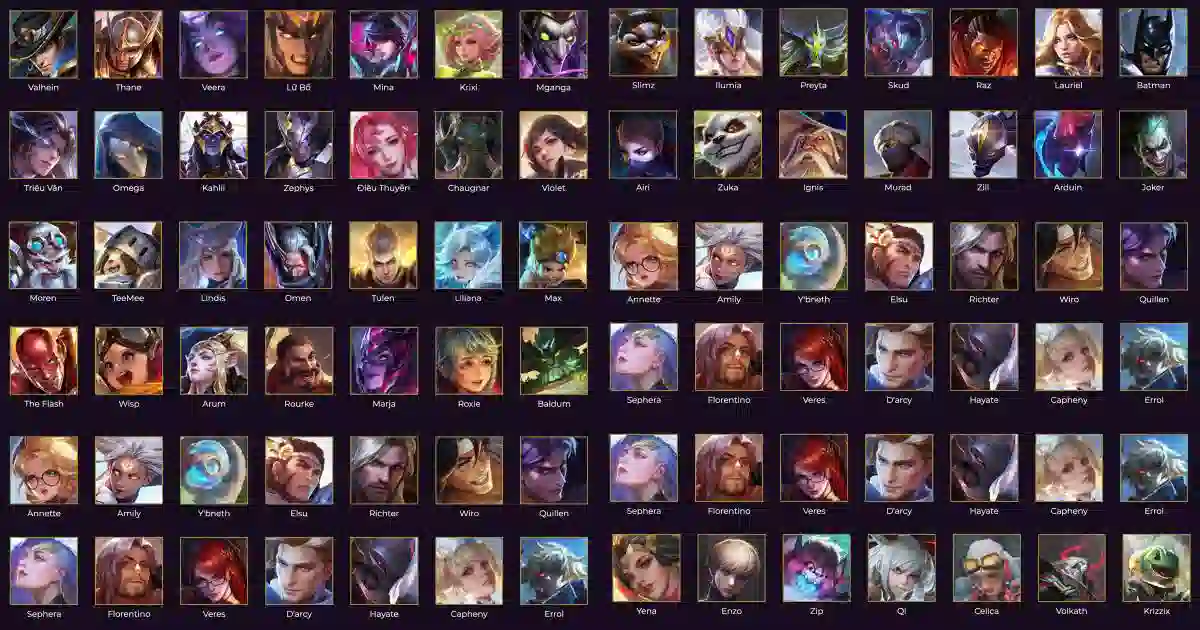 Valhein Thane Veera Lữ Bố Mina Krixi Mganga Slimz Ilumia Preyta Skud Raz Lauriel Batman
Triệu Vân Omega Kahlii Zephys Điêu Thuyền Chaugnar Violet Airi Zuka Ignis Murad Zill Arduin Joker
Moren TeeMee Lindis Omen Tulen Liliana Max Annette Amily Y'bneth Elsu Richter Wiro Quillen
The Flash Wisp Arum Rourke Marja Roxie Baldum Sephera Florentino Veres D'arcy Hayate Capheny Errol
Annette Amily Y'bneth Elsu Richter Wiro Quillen Sephera Florentino Veres D'arcy Hayate Capheny Errol
Sephera Florentino Veres D'arcy Hayate Capheny Errol Yena Enzo Zip Qi Celica Volkath Krizzix